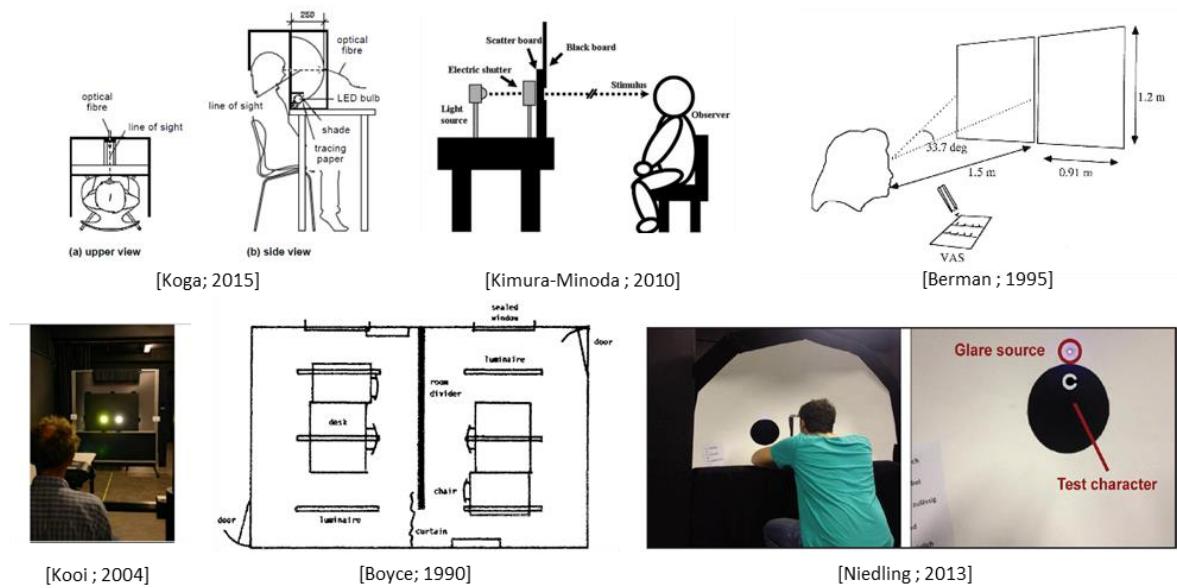 250
optical
fibre
line of sight
(a) upper view
optical
fibre
line of sight
LED bulb
shade
tracing
paper
(b) side view
[Koga; 2015]
Scatter board
Black board
Electric shutter
Light
source
Stimulus
Observer
[Kimura-Minoda ; 2010]
33.7 deg
1.5 m
0.91 m
1.2 m
VAS
[Berman ; 1995]
[Kooi ; 2004]
sealed
window
door
luminaire
room
divider
desk
chair
luminaire
curtain
door
[Boyce; 1990]
Glare source
C
Test character
[Niedling ; 2013]